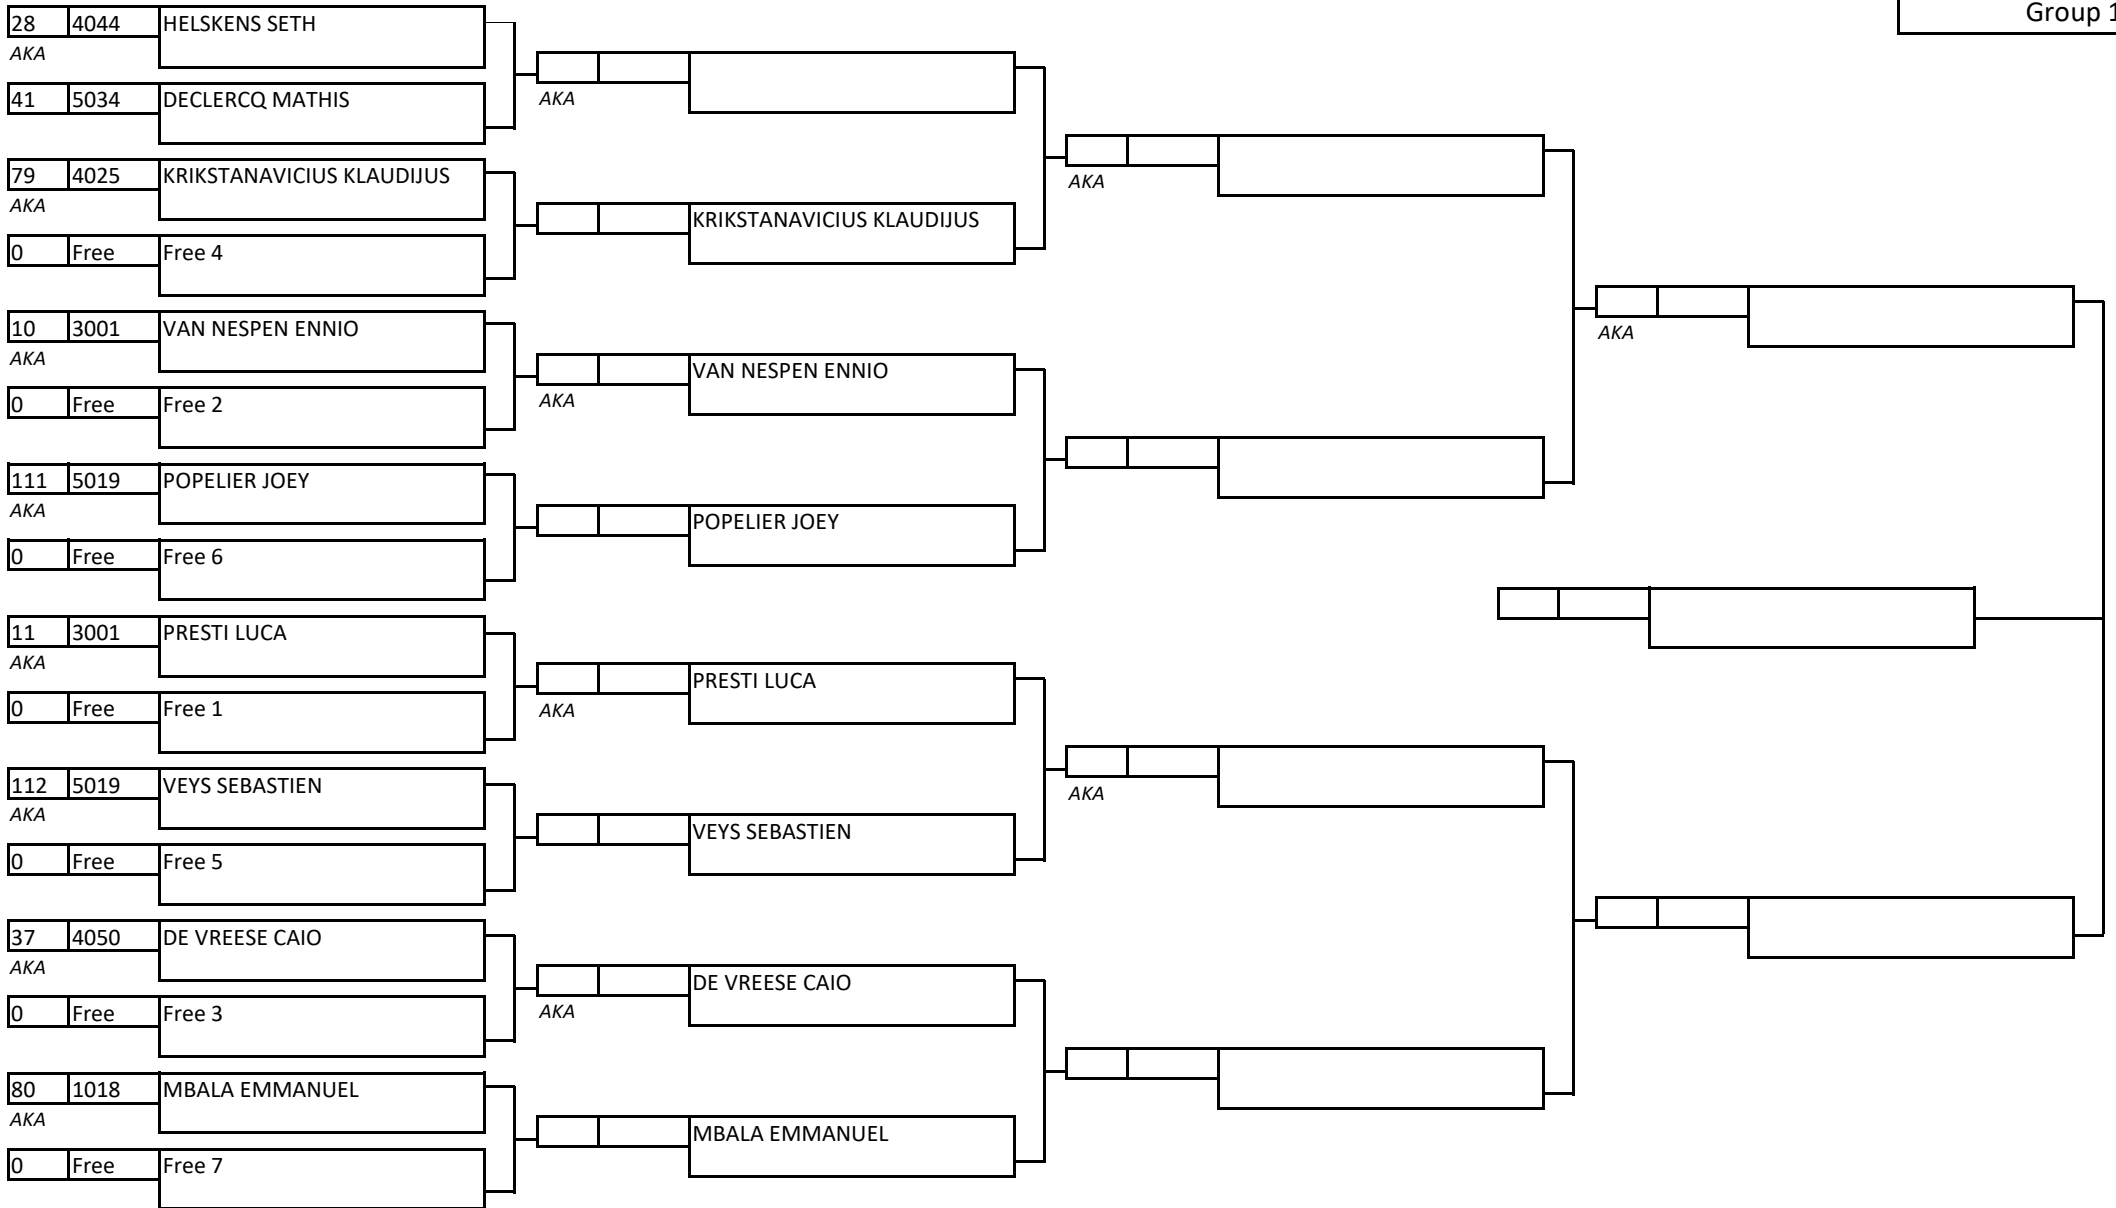 Group 1
28 4044 HELSKENS SETH
AKA
41 5034 DECLERCQ MATHIS
79 4025 KRIKSTANAVICIUS KLAUDIJUS
AKA
0 Free Free 4
10 3001 VAN NESPEN ENNIO
AKA
0 Free Free 2
111 5019 POPELIER JOEY
AKA
0 Free Free 6
11 3001 PRESTI LUCA
AKA
0 Free Free 1
112 5019 VEYS SEBASTIEN
AKA
0 Free Free 5
37 4050 DE VREESE CAIO
AKA
0 Free Free 3
80 1018 MBALA EMMANUEL
AKA
0 Free Free 7
AKA
KRIKSTANAVICIUS KLAUDIJUS
VAN NESPEN ENNIO
AKA
POPELIER JOEY
PRESTI LUCA
AKA
VEYS SEBASTIEN
DE VREESE CAIO
AKA
MBALA EMMANUEL
AKA
AKA
AKA